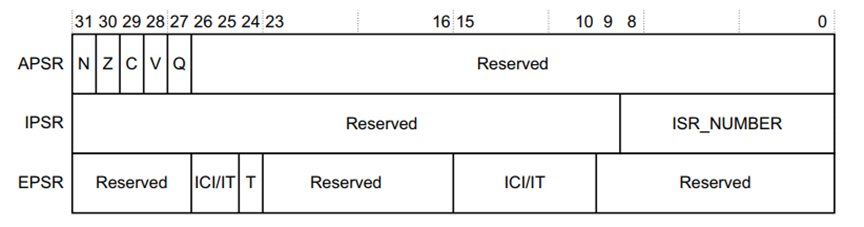 31 30 29 28 27 26 25 24 23 16 15 10 9 8 0
APSR N Z C V Q Reserved
IPSR Reserved ISR_NUMBER
EPSR Reserved ICI/IT T Reserved ICI/IT Reserved